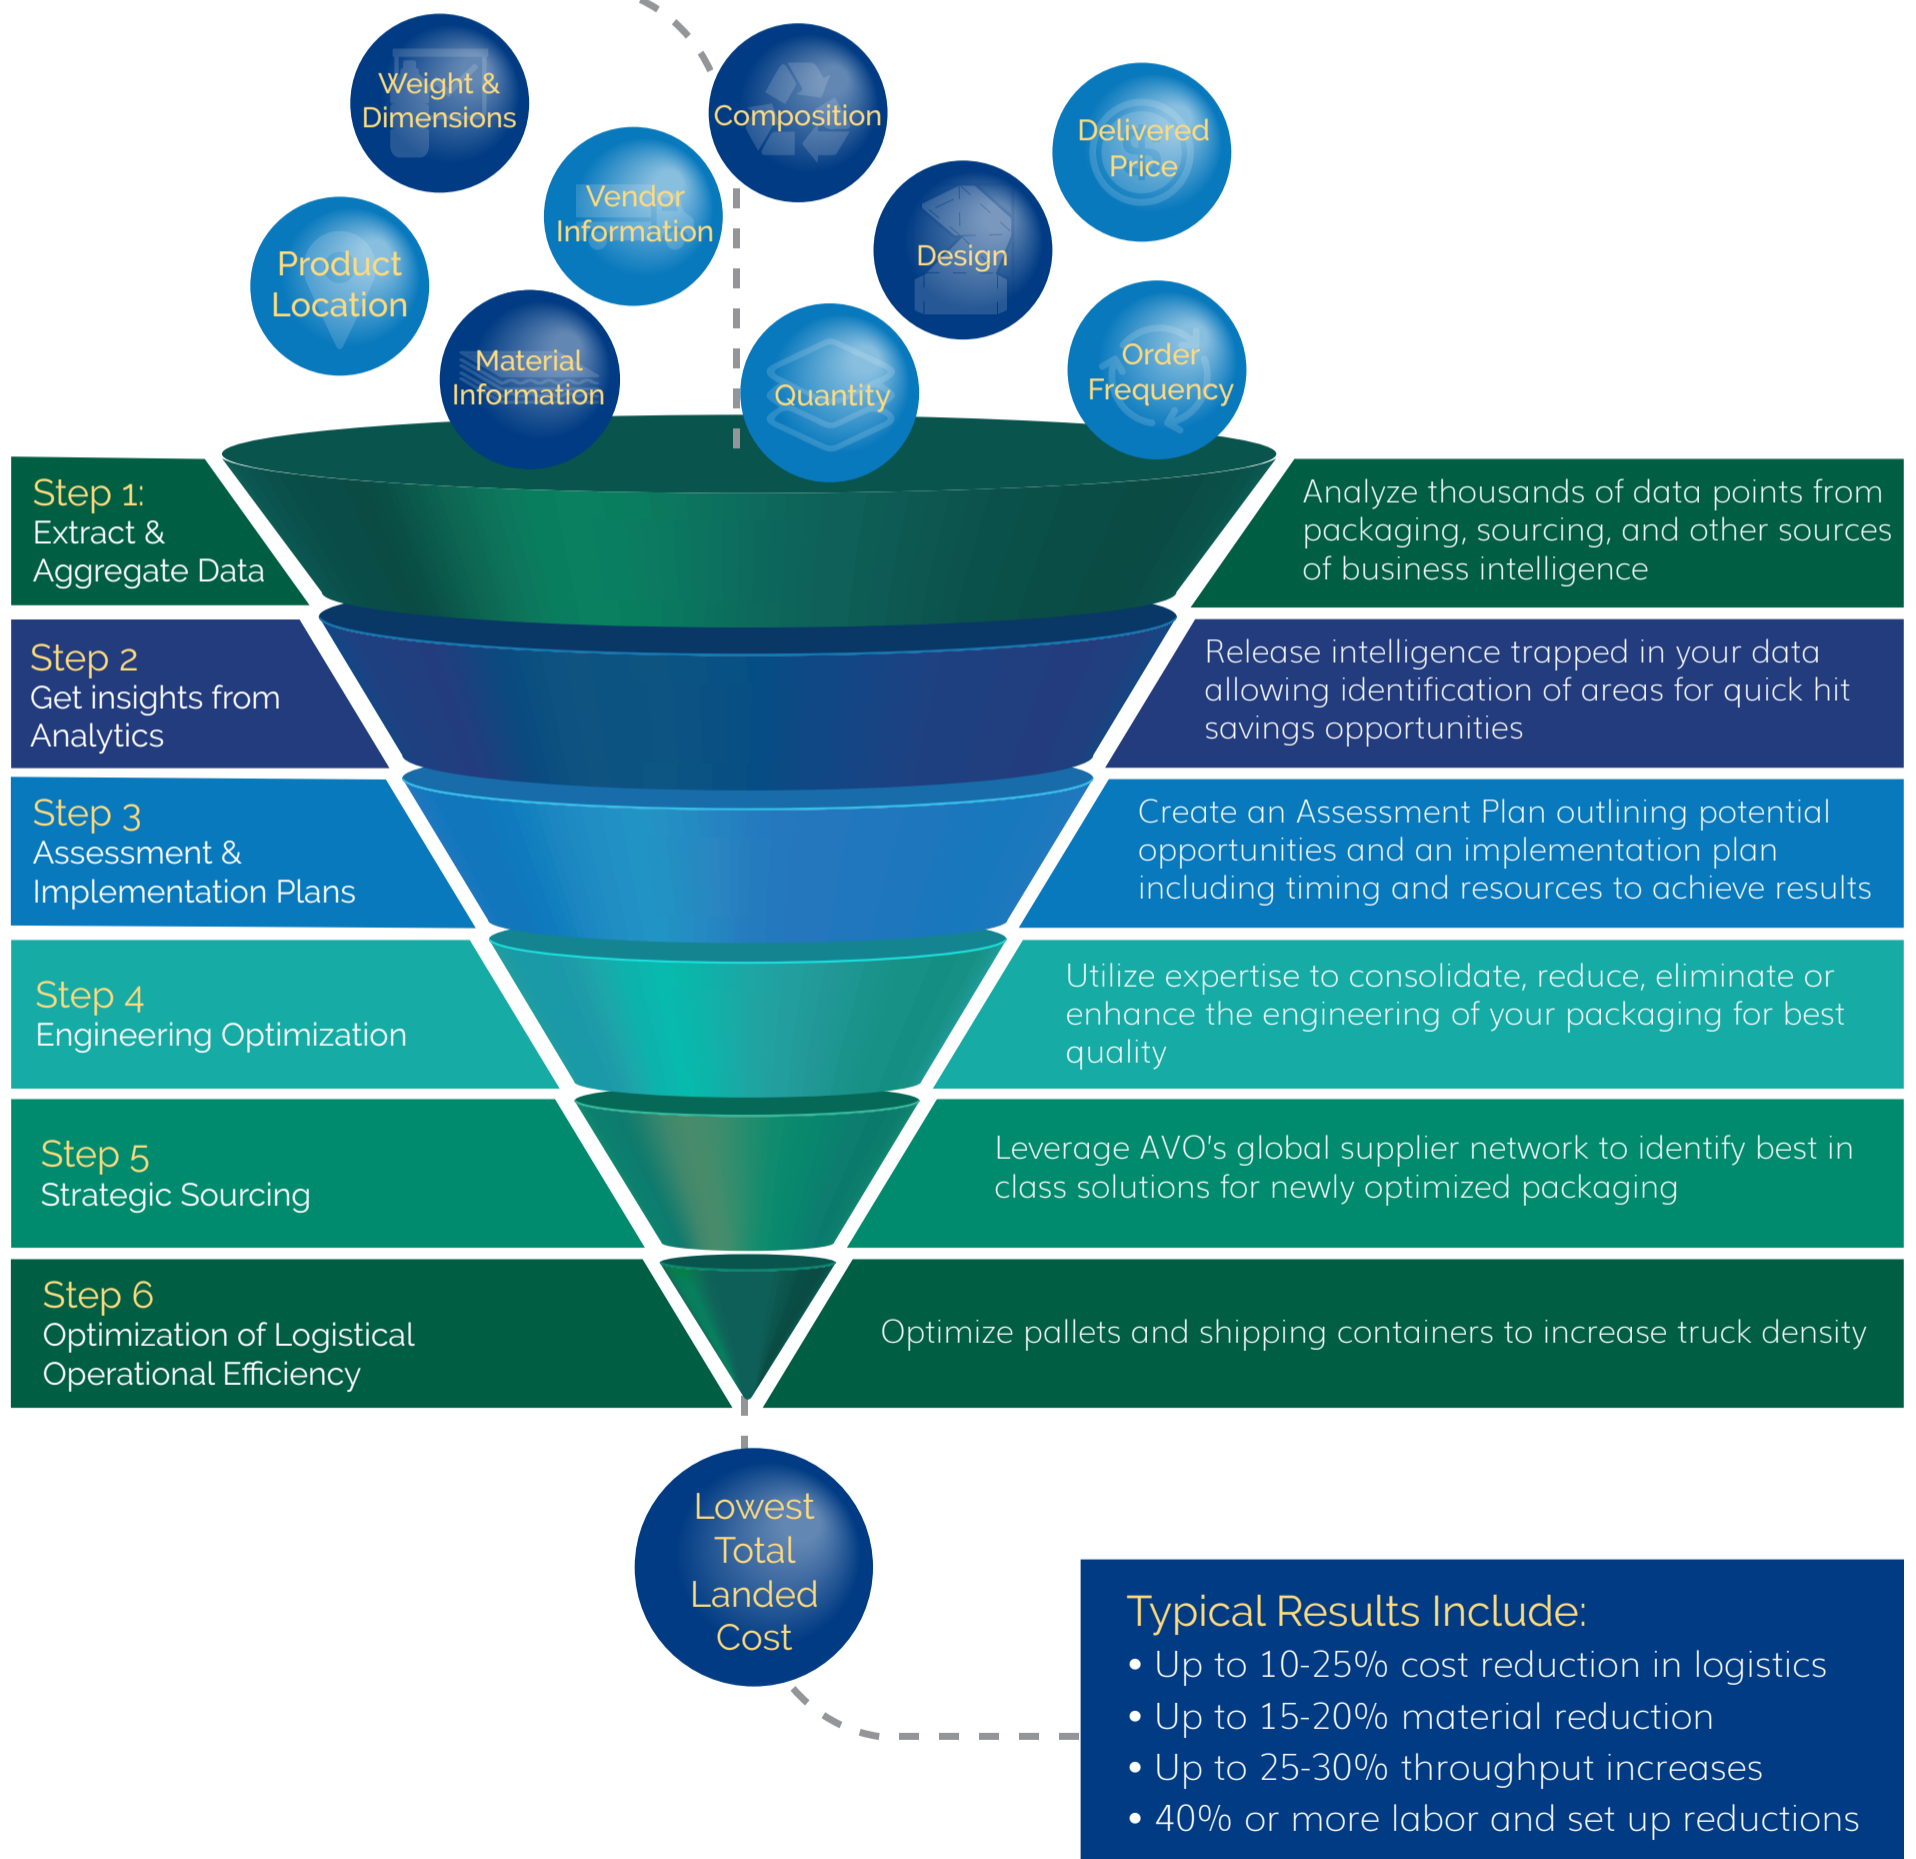 Weight &
Dimensions
Composition
Delivered
Price
Vendor
Information
Design
Product
Location
Material
Information
Quantity
Order
Frequency
Step 1:
Extract &
Aggregate Data
Analyze thousands of data points from
packaging, sourcing, and other sources
of business intelligence
Step 2
Get insights from
Analytics
Release intelligence trapped in your data
allowing identification of areas for quick hit
savings opportunities
Step 3
Assessment &
Implementation Plans
Create an Assessment Plan outlining potential
opportunities and an implementation plan
including timing and resources to achieve results
Step 4
Engineering Optimization
Utilize expertise to consolidate, reduce, eliminate or
enhance the engineering of your packaging for best
quality
Step 5
Strategic Sourcing
Leverage AVO's global supplier network to identify best in
class solutions for newly optimized packaging
Step 6
Optimization of Logistical
Operational Efficiency
Optimize pallets and shipping containers to increase truck density
Lowest
Total
Landed
Cost
Typical Results Include:
• Up to 10-25% cost reduction in logistics
• Up to 15-20% material reduction
• Up to 25-30% throughput increases
• 40% or more labor and set up reductions